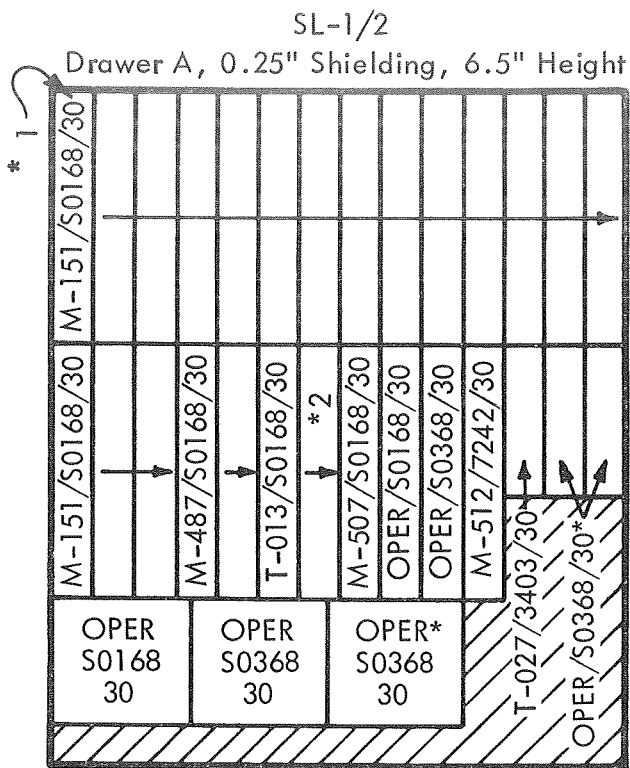 SL-1/2
Drawer A, 0.25" Shielding, 6.5" Height
* 1
M-151/S0168/30
M-151/S0168/30
M-487/S0168/30
T-013/S0168/30
*2
M-507/S0168/30
OPER/S0168/30
OPER/S0368/30
M-512/7242/30
T-027/3403/30
OPER/S0368/30*
OPER
S0168
30
OPER
S0368
30
OPER*
S0368
30